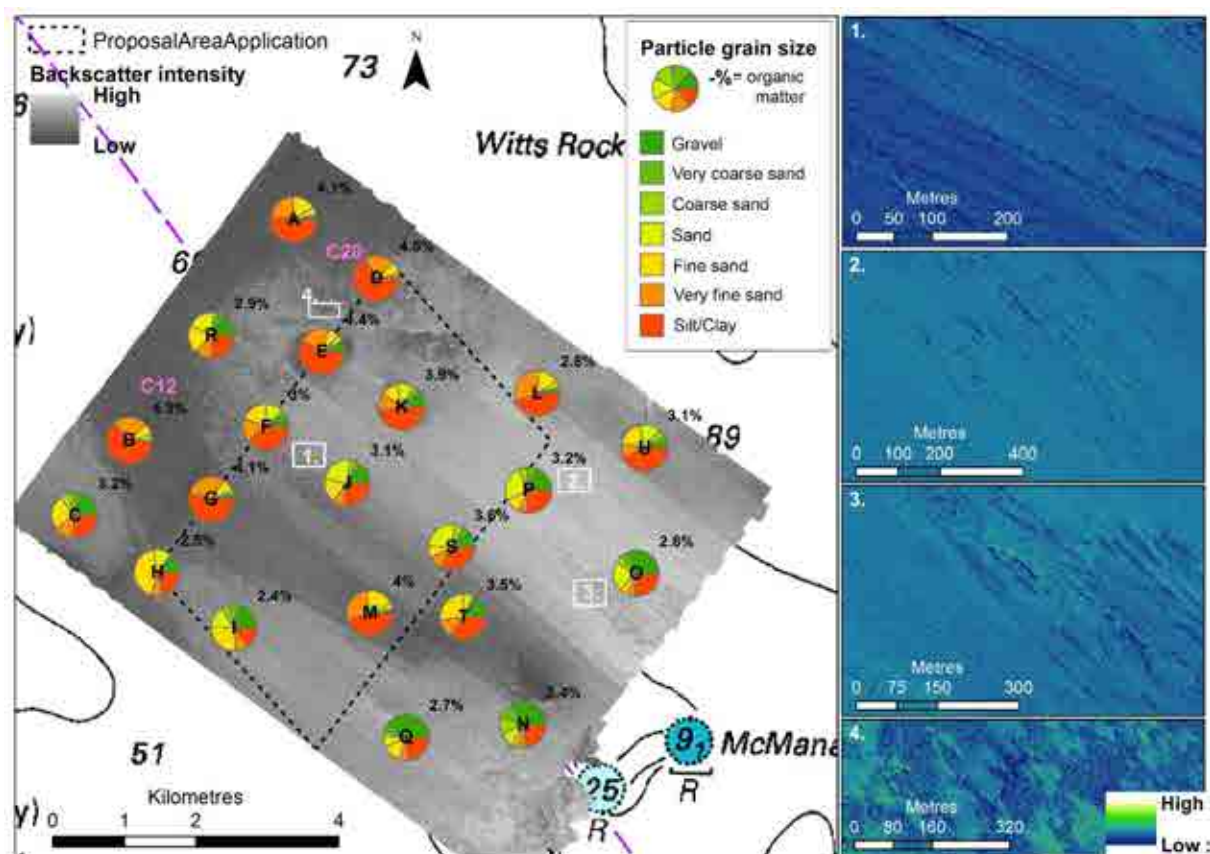 ProposalAreaApplication
Backscatter intensity
High
Low
73
N
Witts Rock
Particle grain size
-%= organic
matter
Gravel
Very coarse sand
Coarse sand
Sand
Fine sand
Very fine sand
Silt/Clay
A
C20
D
4.5%
4.
4.4%
R
2.9%
E
C12
B
K
3.9%
L
2.8%
F
3%
1.
U
3.1%
89
G
4.1%
J
3.1%
P
3.2%
2.
C
3.2%
H
S
I
2.4%
M
4%
T
3.5%
O
2.8%
3.
Q
2.7%
N
51
25
R
9₁
R
McMana
y)
y)
Kilometres
0 1 2 4
1.
Metres
0 50 100 200
2.
Metres
0 100 200 400
3.
Metres
0 75 150 300
4.
Metres
0 80 160 320
High
Low :